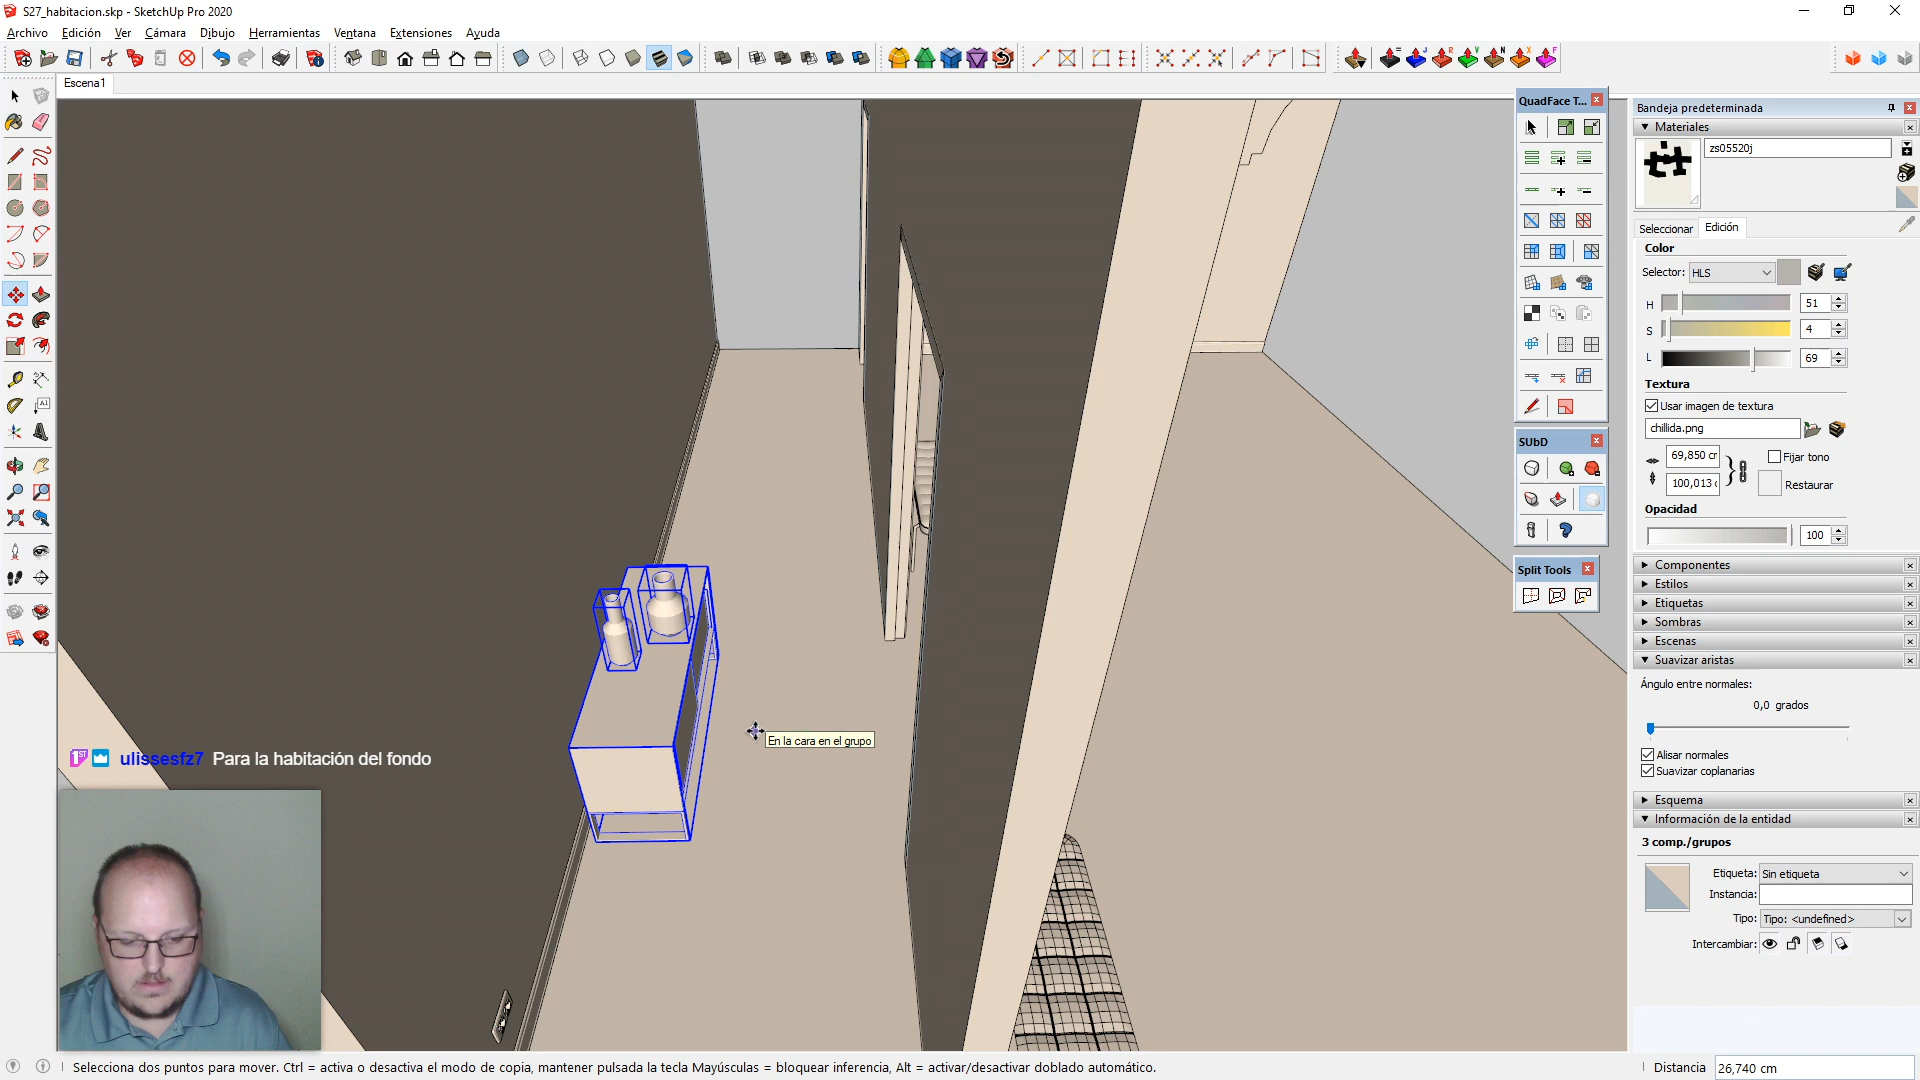 S27_habitacion.skp - SketchUp Pro 2020
Archivo Edición Ver Cámara Dibujo Herramientas Ventana Extensiones Ayuda
Escena1
QuadFace T...
SUbD
Split Tools
En la cara en el grupo
1ST ulissesfz7 Para la habitación del fondo
Bandeja predeterminada
Materiales
zs05520j
Seleccionar Edición
Color
Selector: HLS
H 51
S 4
L 69
Textura
Usar imagen de textura
chillida.png
69,850 cr Fijar tono
100,013 Restaurar
Opacidad
100
Componentes
Estilos
Etiquetas
Sombras
Escenas
Suavizar aristas
Ángulo entre normales:
0,0 grados
Alisar normales
Suavizar coplanarias
Esquema
Información de la entidad
3 comp./grupos
Etiqueta: Sin etiqueta
Instancia:
Tipo: Tipo: <undefined>
Intercambiar:
Selecciona dos puntos para mover. Ctrl = activa o desactiva el modo de copia, mantener pulsada la tecla Mayúsculas = bloquear inferencia, Alt = activar/desactivar doblado automático.
Distancia 26,740 cm